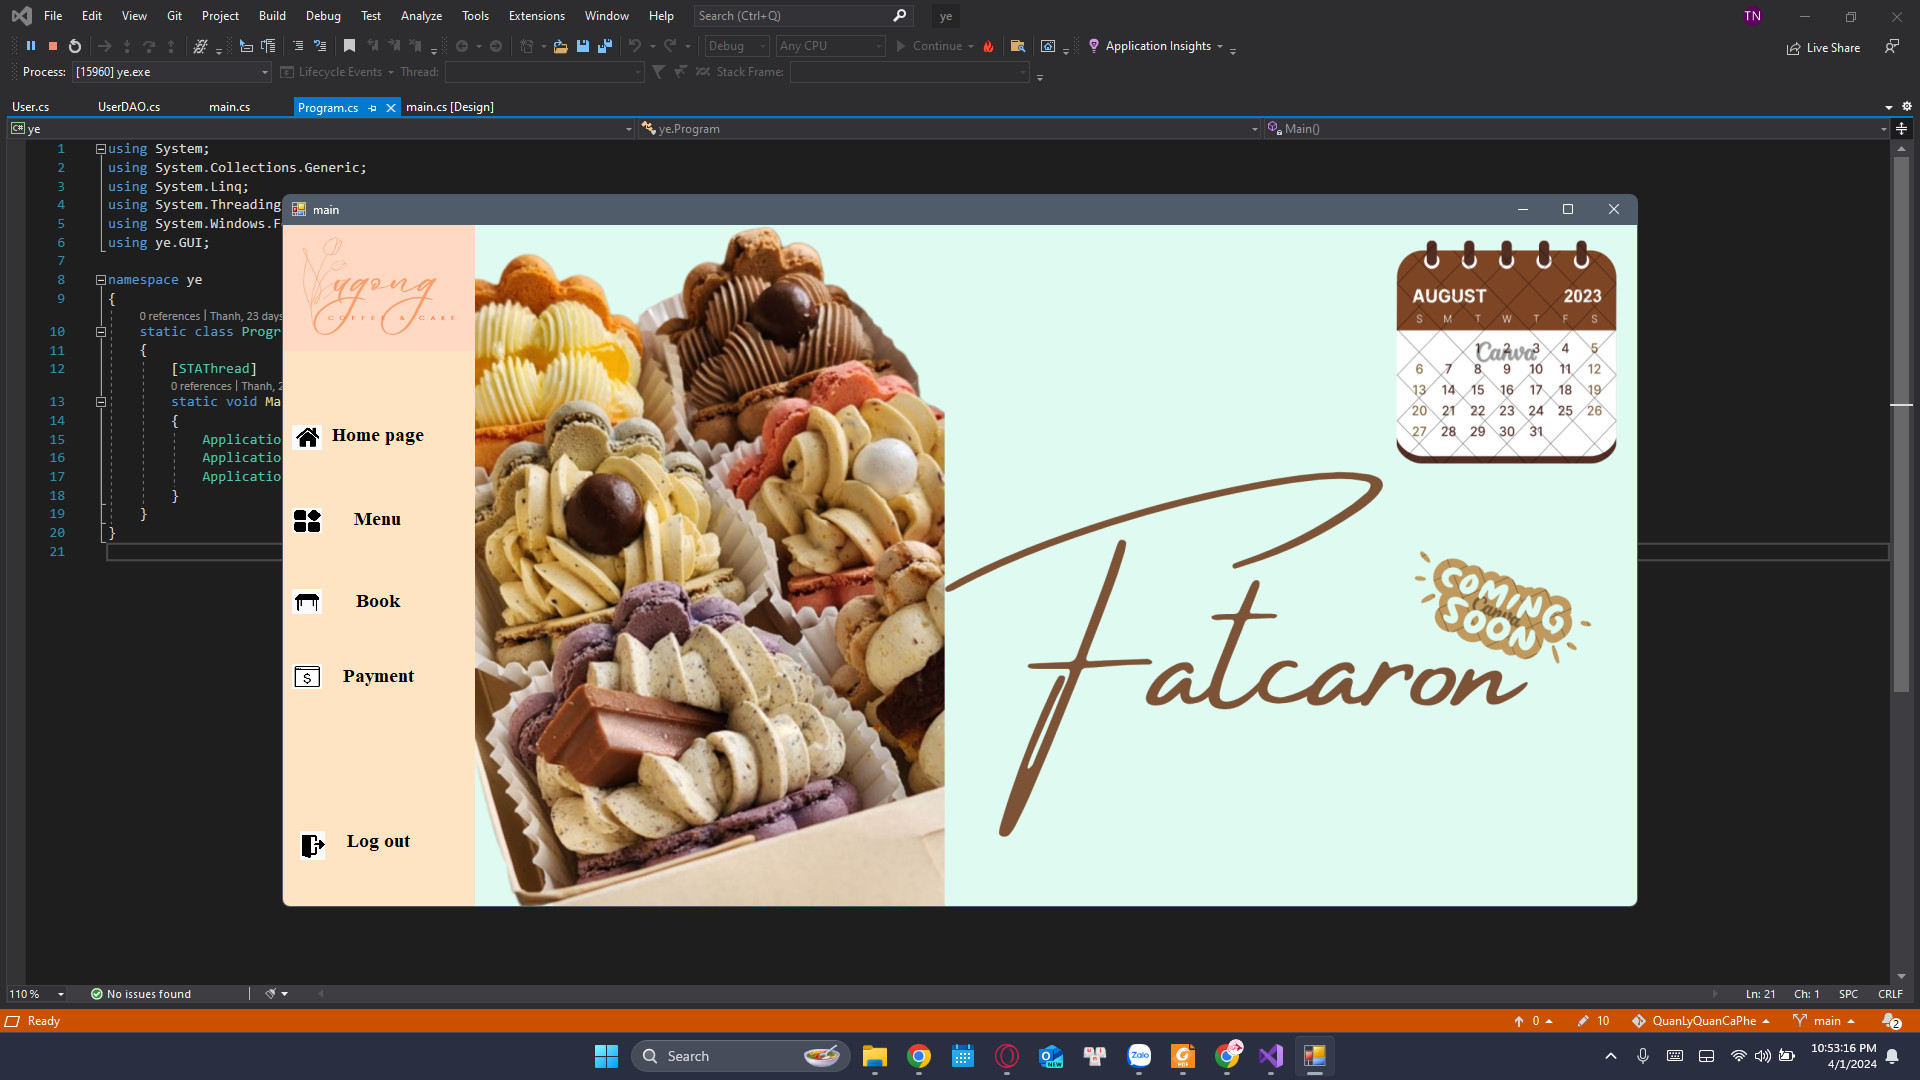 File Edit View Git Project Build Debug Test Analyze Tools Extensions Window Help Search (Ctrl+Q) ye TN
Debug Any CPU Continue Application Insights Live Share
Process: [15960] ye.exe Lifecycle Events Thread: Stack Frame:
User.cs UserDAO.cs main.cs Program.cs main.cs [Design]
C# ye ye.Program Main()
1 using System;
2 using System.Collections.Generic;
3 using System.Linq;
4 using System.Threading
5 using System.Windows.F
6 using ye.GUI;
7
8 namespace ye
9 {
0 references | Thanh, 23 days
10 static class Progr
11 {
12 [STAThread]
0 references | Thanh, 2
13 static void Ma
14 {
15 Applicatio
16 Applicatio
17 Applicatio
18 }
19 }
20 }
21
main
yugong
COFFEE & CAKE
Home page
Menu
Book
$ Payment
Log out
AUGUST 2023
S M T W T F S
1 2 3 4 5
Canva
6 7 8 9 10 11 12
13 14 15 16 17 18 19
20 21 22 23 24 25 26
27 28 29 30 31
COMING
Canva
SOON
Fatcaron
110 % No issues found Ln: 21 Ch: 1 SPC CRLF
Ready 0 10 QuanLyQuanCaPhe main 2
Search NEW Zalo PDF
10:53:16 PM
4/1/2024